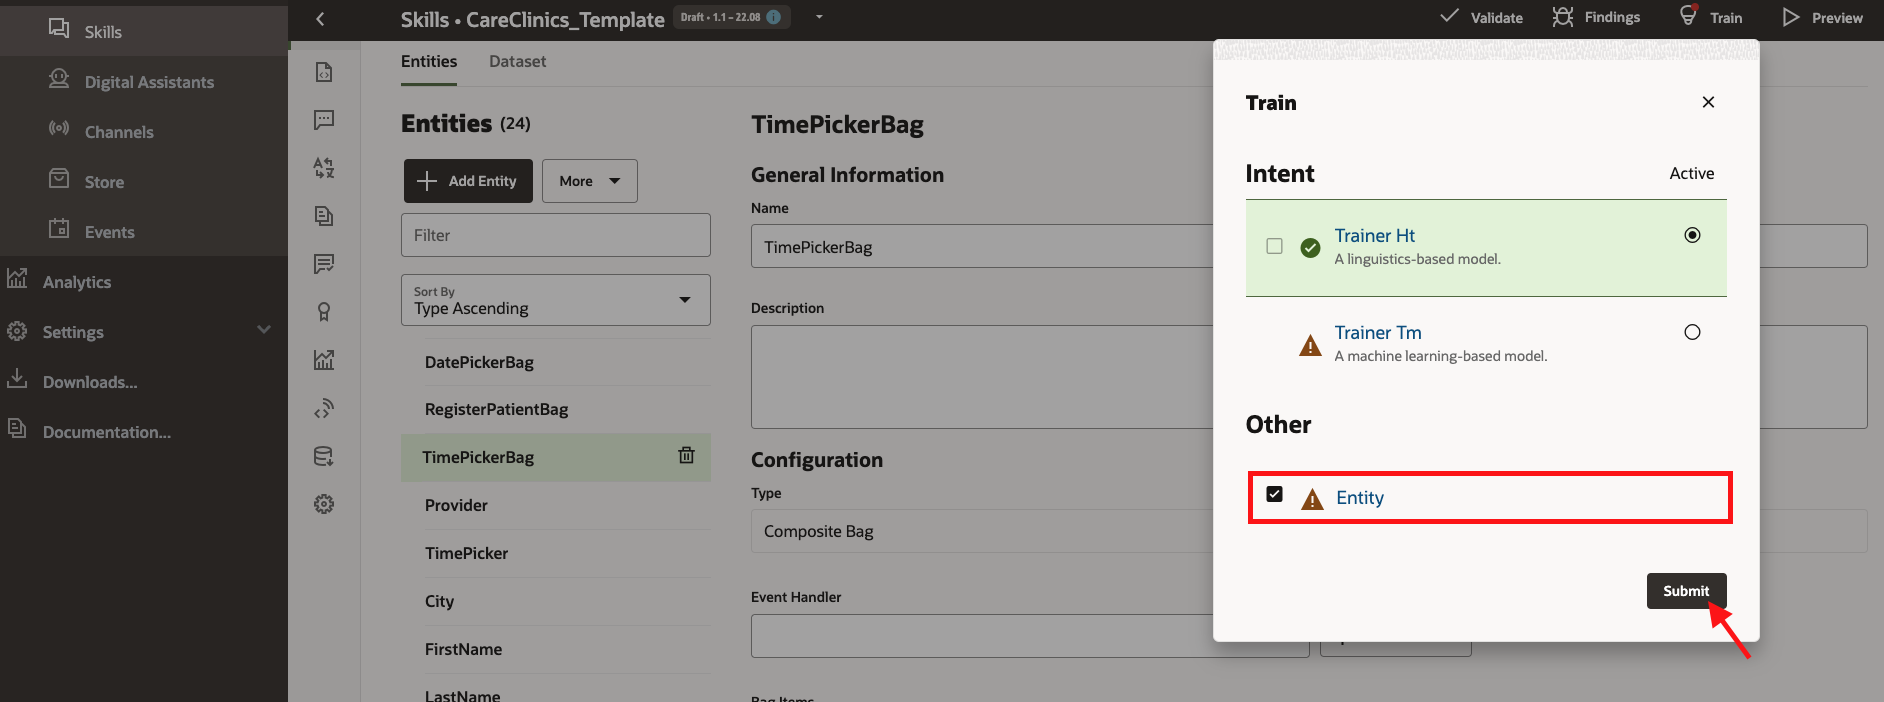 Skills
Digital Assistants
Channels
Store
Events
Analytics
Settings
Downloads...
Documentation...
Skills • CareClinics_Template
Draft • 1.1 – 22.08
Validate
Findings
Train
Preview
Entities
Dataset
Entities (24)
Add Entity
More
Filter
Sort By
Type Ascending
DatePickerBag
RegisterPatientBag
TimePickerBag
Provider
TimePicker
City
FirstName
LastName
TimePickerBag
General Information
Name
TimePickerBag
Description
Configuration
Type
Composite Bag
Event Handler
Bag Items
Train
Intent
Active
Trainer Ht
A linguistics-based model.
Trainer Tm
A machine learning-based model.
Other
Entity
Submit